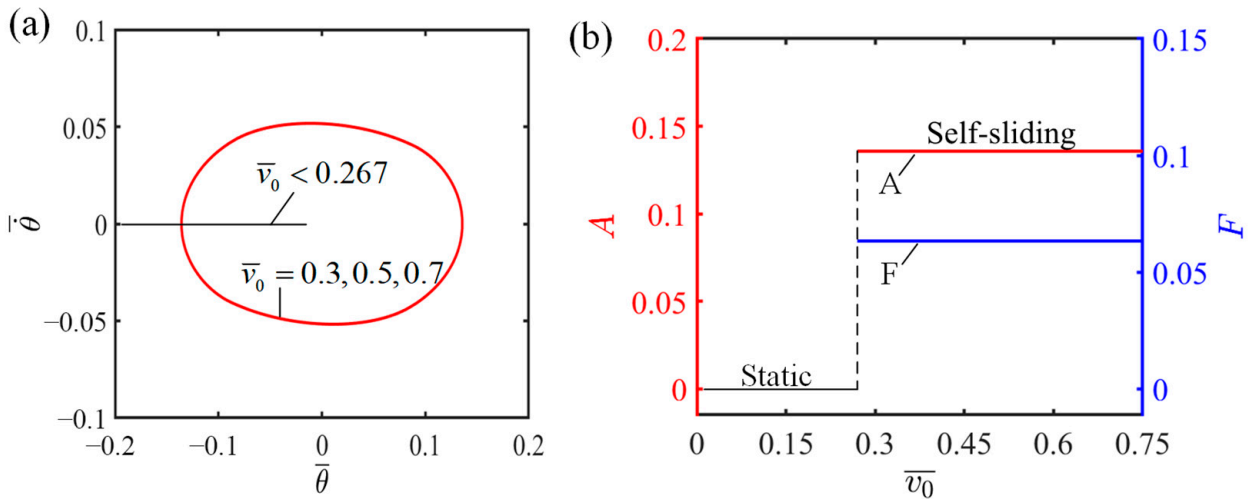 (a)
0.1
0.05
0
−0.05
−0.1
−0.2
−0.1
0
0.1
0.2
v̄₀ < 0.267
v̄₀ = 0.3, 0.5, 0.7
θ̄̇
θ̄
(b)
0.2
0.15
0.1
0.05
0
A
0
0.15
0.3
0.45
0.6
0.75
v̄₀
Static
Self-sliding
A
F
0.15
0.1
0.05
0
F